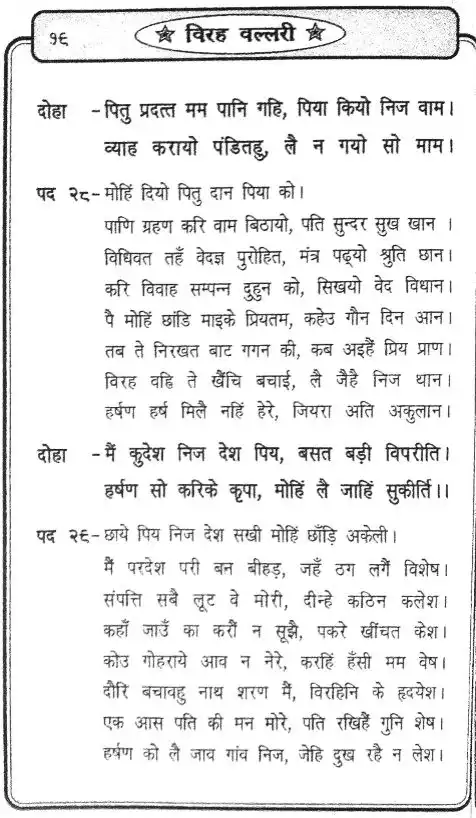 १९ ☆ विरह वल्लरी ☆
दोहा -पितु प्रदत्त मम पानि गहि, पिया कियो निज वाम।
व्याह करायो पंडितहु, लै न गयो सो माम।
पद २८-मोहिं दियो पितु दान पिया को।
पाणि ग्रहण करि वाम बिठायो, पति सुन्दर सुख खान ।
विधिवत तहँ वेदज्ञ पुरोहित, मंत्र पढ़्यो श्रुति छान।
करि विवाह सम्पन्न दुहुन को, सिखयो वेद विधान।
पै मोहिं छांडि माइके प्रियतम, कहेउ गौन दिन आन।
तब ते निरखत बाट गगन की, कब अइहैं प्रिय प्राण।
विरह वह्रि ते खैंचि बचाई, लै जैहै निज थान।
हर्षण हर्ष मिलै नहिं हेरे, जियरा अति अकुलान।
दोहा -मैं कुदेश निज देश पिय, बसत बड़ी विपरीति।
हर्षण सो करिके कृपा, मोहिं लै जाहिं सुकीर्ति।।
पद २९-छाये पिय निज देश सखी मोहिं छाँड़ि अकेली।
मैं परदेश परी बन बीहड़, जहँ ठग लगैं विशेष।
संपत्ति सबै लूट वे मोरी, दीन्हे कठिन कलेश।
कहाँ जाउँ का करौं न सूझै, पकरे खींचत केश।
कोउ गोहराये आव न नेरे, करहिं हँसी मम वेष।
दौरि बचावहु नाथ शरण मैं, विरहिनि के हृदयेश।
एक आस पति की मन मोरे, पति रखिहैं गुनि शेष।
हर्षण को लै जाव गांव निज, जेहि दुख रहै न लेश।